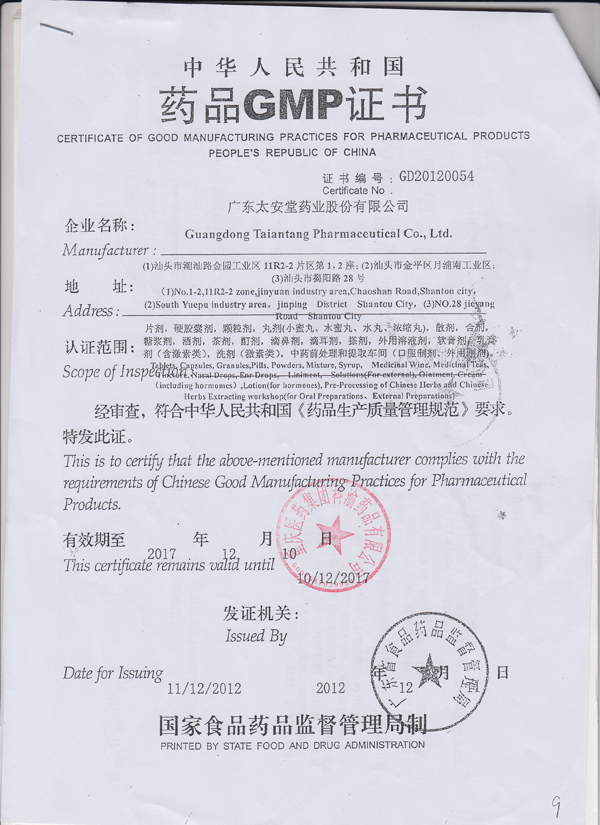 中华人民共和国
药品GMP证书
CERTIFICATE OF GOOD MANUFACTURING PRACTICES FOR PHARMACEUTICAL PRODUCTS
PEOPLE'S REPUBLIC OF CHINA
证书编号: GD20120054
Certificate No .
广东太安堂药业股份有限公司
企业名称:
Guangdong Taiantang Pharmaceutical Co., Ltd.
Manufacturer :
(1)汕头市潮汕路金园工业区 11R2-2 片区第 1, 2 座; (2)汕头市金平区月浦南工业区;
(3)汕头市揭阳路 28 号
地 址:
(1)No.1-2,11R2-2 zone,jinyuan industry area,Chaoshan Road,Shantou city,
Address : (2)South Yuepu industry area, jinping District Shantou City, (3)NO.28 jieyang
Road Shantou City
片剂, 硬胶囊剂, 颗粒剂, 丸剂(小蜜丸、水蜜丸、水丸、浓缩丸), 散剂, 合剂,
认证范围: 糖浆剂, 酒剂, 茶剂, 酊剂, 滴鼻剂, 滴耳剂, 搽剂, 外用溶液剂, 软膏剂, 乳膏
剂(含激素类), 洗剂(激素类), 中药前处理和提取车间(口服制剂、外用制剂)
Scope of Inspection : Tablets, Capsules, Granules,Pills, Powders, Mixture, Syrup, Medicinal Wine, Medicinal Teas,
Tincture, Nasal Drops, Ear Drops, Liniment, Solutions(For external), Ointment, Cream
(including hormones) ,Lotion(for hormones), Pre-Processing of Chinese Herbs and Chinese
Herbs Extracting workshop(for Oral Preparations、External Preparations)
经审查, 符合中华人民共和国《药品生产质量管理规范》要求。
特发此证。
This is to certify that the above-mentioned manufacturer complies with the
requirements of Chinese Good Manufacturing Practices for Pharmaceutical
Products.
有效期至 2017 年 12 月 10 日
This certificate remains valid until 10/12/2017
重庆医药集团科渝药品有限公司
发证机关:
Issued By
广东省食品药品监督管理局
Date for Issuing 年 月 日
11/12/2012 2012 12
国家食品药品监督管理局制
PRINTED BY STATE FOOD AND DRUG ADMINISTRATION
9